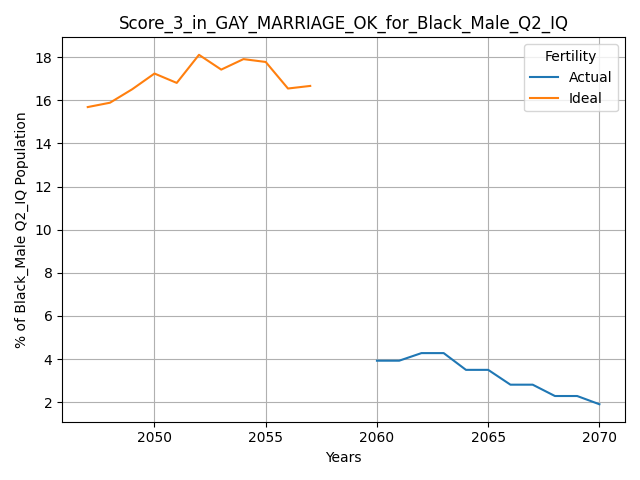 Score_3_in_GAY_MARRIAGE_OK_for_Black_Male_Q2_IQ
Fertility
Actual
Ideal
% of Black_Male Q2_IQ Population
18
16
14
12
10
8
6
4
2
2050
2055
2060
2065
2070
Years